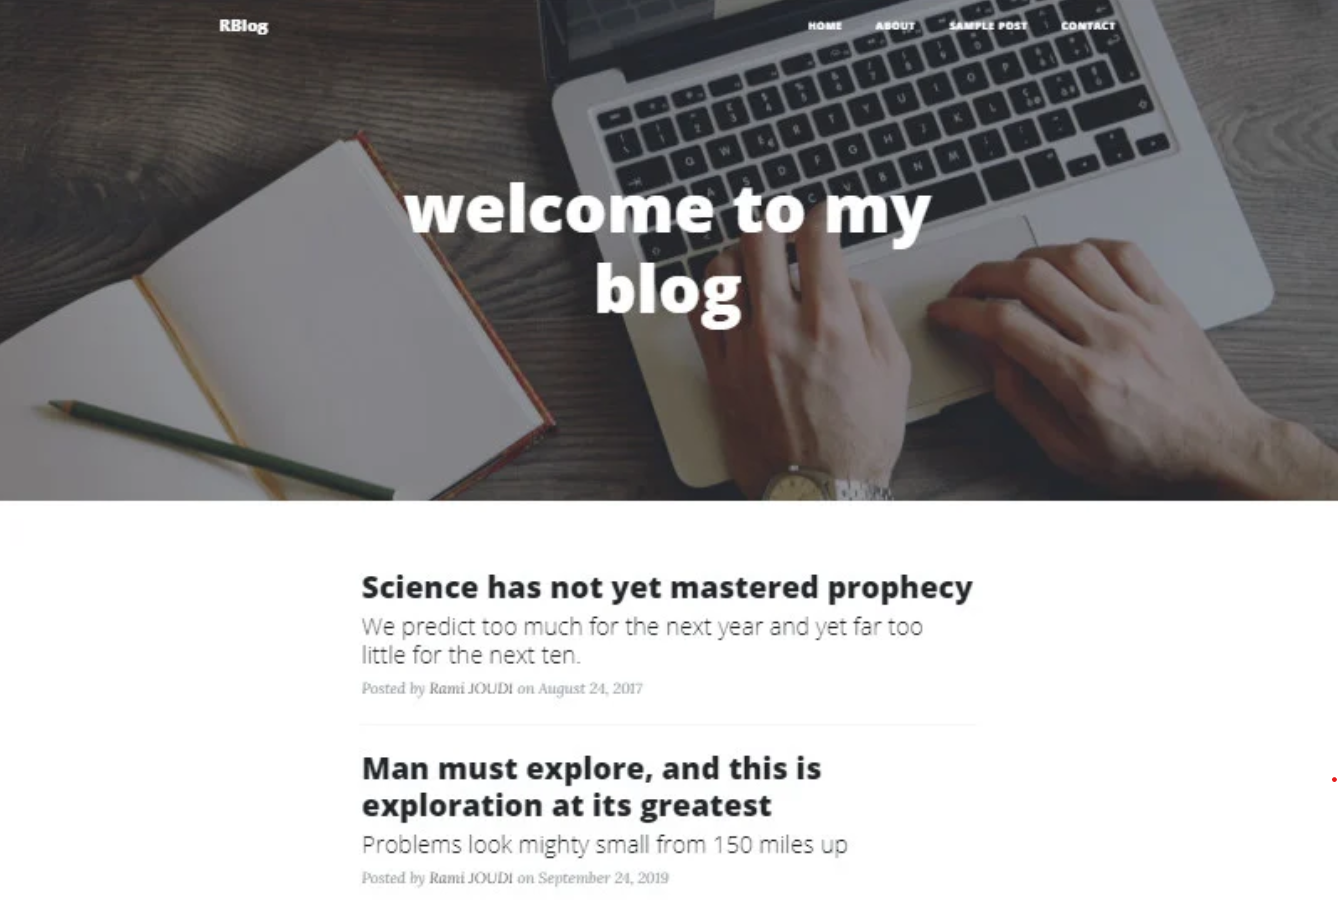 RBlog
HOME ABOUT SAMPLE POST CONTACT
welcome to my
blog
Science has not yet mastered prophecy
We predict too much for the next year and yet far too
little for the next ten.
Posted by Rami JOUDI on August 24, 2017
Man must explore, and this is
exploration at its greatest
Problems look mighty small from 150 miles up
Posted by Rami JOUDI on September 24, 2019